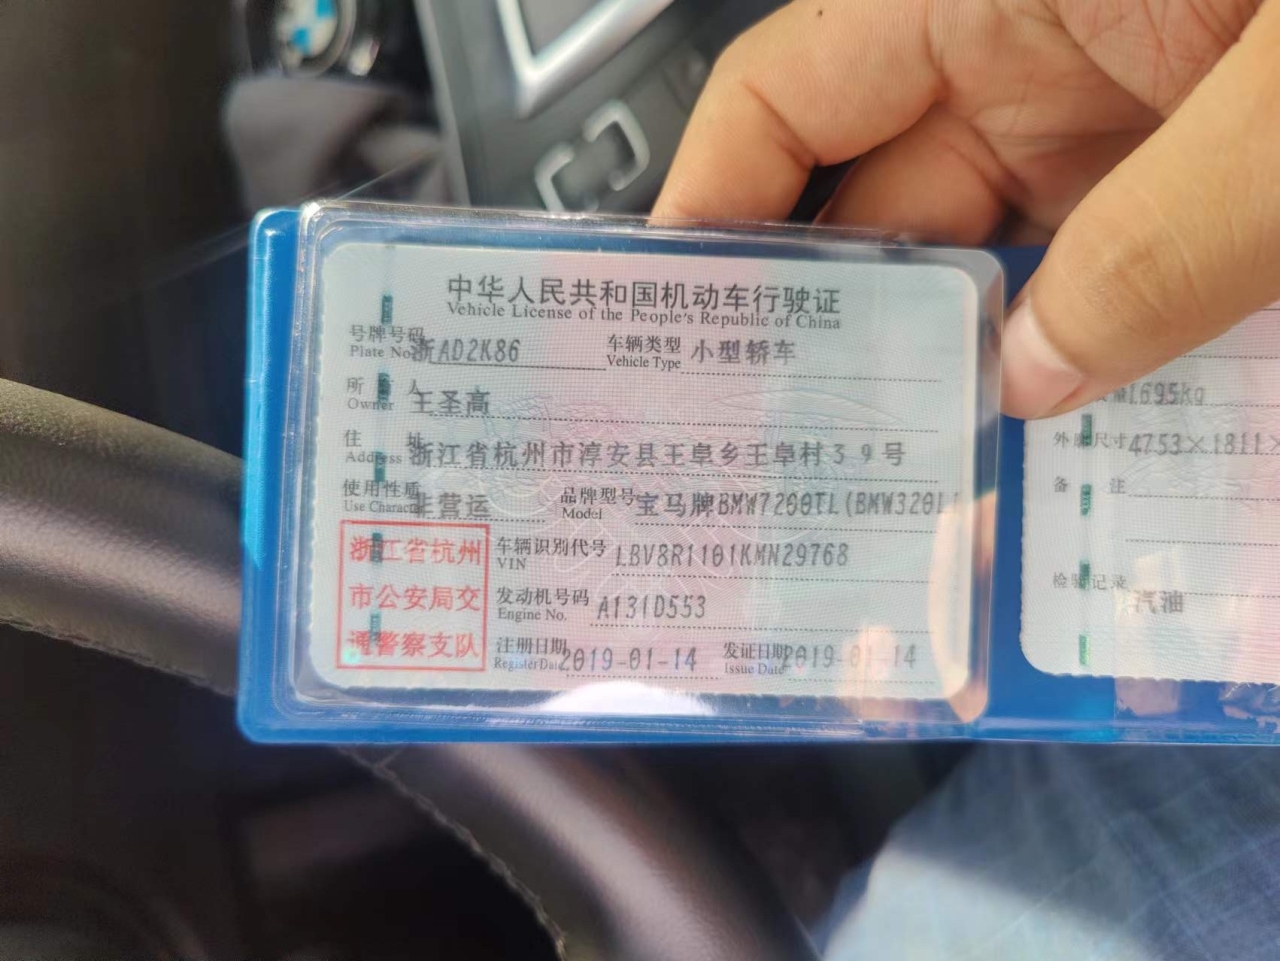 中华人民共和国机动车行驶证
Vehicle License of the People's Republic of China
号牌号码 浙AD2K86 车辆类型 小型轿车
Plate No. Vehicle Type
所有人 王圣高
Owner
住址 浙江省杭州市淳安县王阜乡王阜村39号
Address
使用性质 非营运 品牌型号 宝马牌BMW7200TL(BMW320L
Use Character Model
浙江省杭州
市公安局交
通警察支队
车辆识别代号 LBV8R1101KMN29768
VIN
发动机号码 A131D553
Engine No.
注册日期 2019-01-14 发证日期 2019-01-14
Register Date Issue Date
1695kg
外廓尺寸 4753×1811×
备注
检验记录
汽油